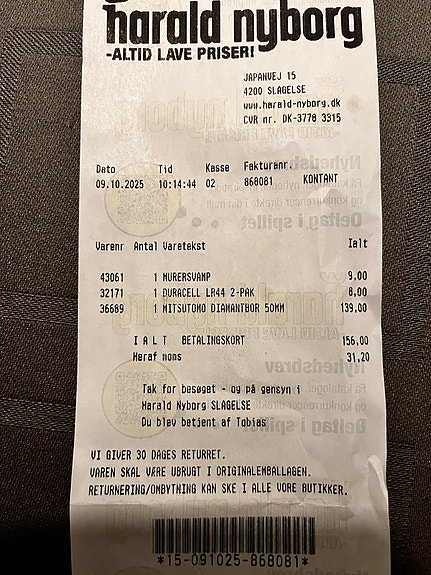 harald nyborg
-ALTID LAVE PRISER!
JAPANVEJ 15
4200 SLAGELSE
www.harald-nyborg.dk
CVR nr. DK-3778 3315
Dato Tid Kasse Fakturanr.
09.10.2025 10:14:44 02 868081 KONTANT
Varenr Antal Varetekst Ialt
43061 1 MURERSVAMP 9,00
32171 1 DURACELL LR44 2-PAK 8,00
36689 1 MITSUTOMO DIAMANTBOR 50MM 139,00
I ALT BETALINGSKORT 156,00
Heraf moms 31,20
Tak for besøget - og på gensyn i
Harald Nyborg SLAGELSE
Du blev betjent af Tobias
VI GIVER 30 DAGES RETURRET.
VAREN SKAL VÆRE UBRUGT I ORIGINALEMBALLAGEN.
RETURNERING/OMBYTNING KAN SKE I ALLE VORE BUTIKKER.
*15-091025-868081*